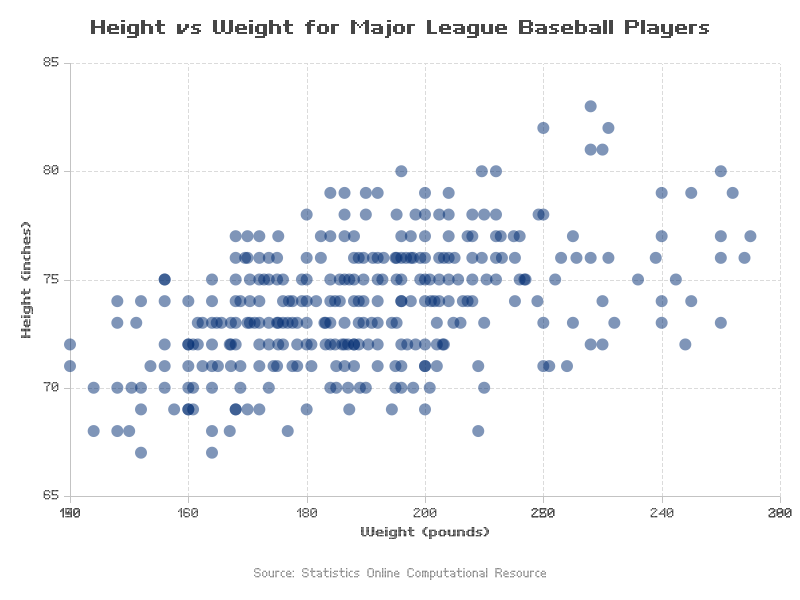 Height vs Weight for Major League Baseball Players
85
80
75
70
65
Height (inches)
160 180 200 240
Weight (pounds)
Source: Statistics Online Computational Resource